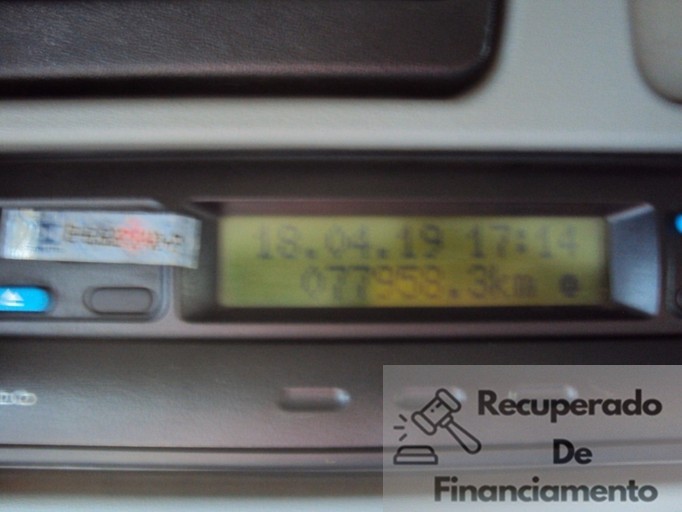 18.04.19 17:14
077958.3km
Recuperado
De
Financiamento